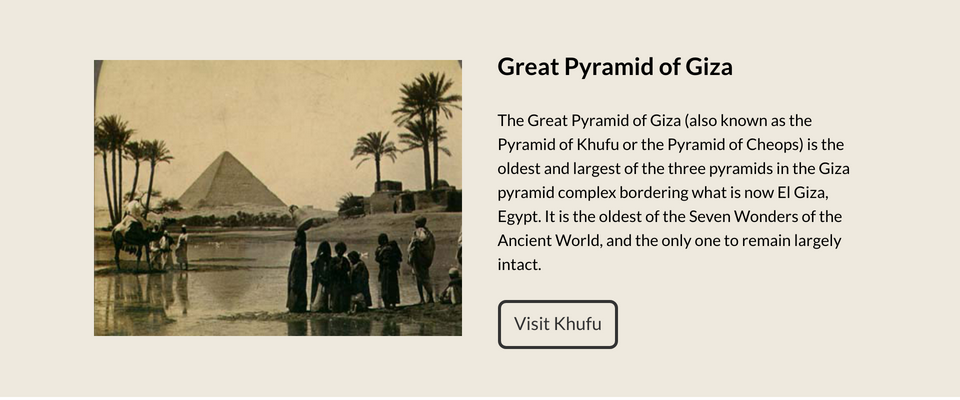 Great Pyramid of Giza
The Great Pyramid of Giza (also known as the
Pyramid of Khufu or the Pyramid of Cheops) is the
oldest and largest of the three pyramids in the Giza
pyramid complex bordering what is now El Giza,
Egypt. It is the oldest of the Seven Wonders of the
Ancient World, and the only one to remain largely
intact.
Visit Khufu